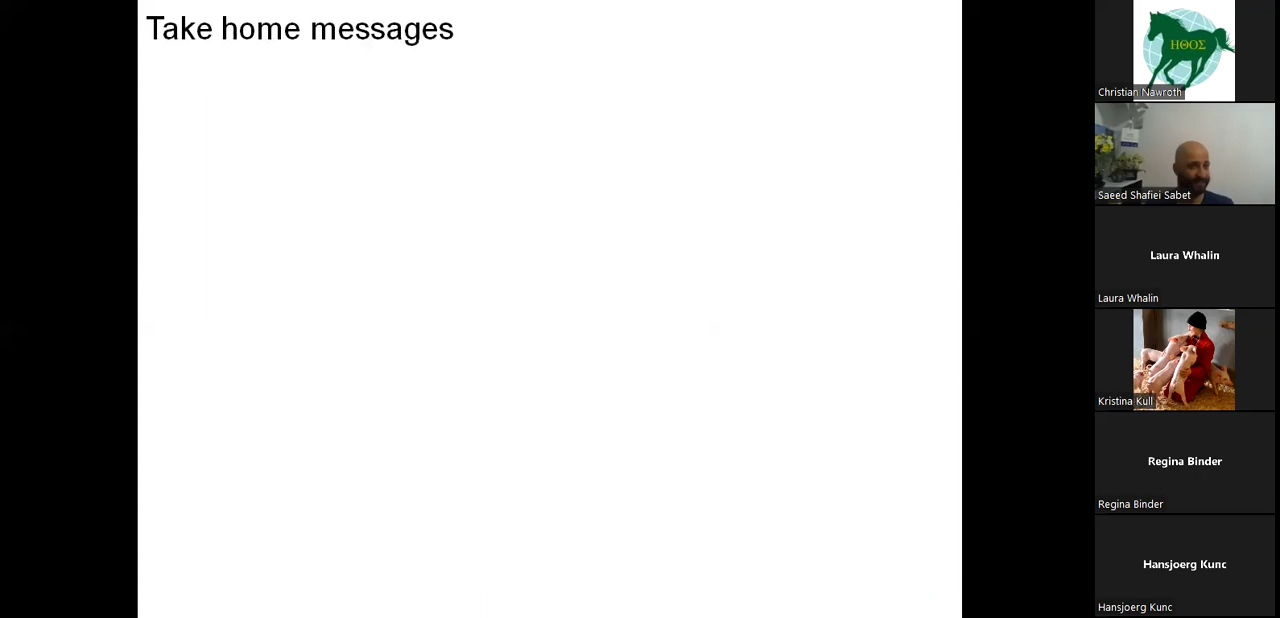 Take home messages
ΗΘΟΣ
Christian Nawroth
Saeed Shafiei Sabet
Laura Whalin
Laura Whalin
Kristina Kull
Regina Binder
Regina Binder
Hansjoerg Kunc
Hansjoerg Kunc